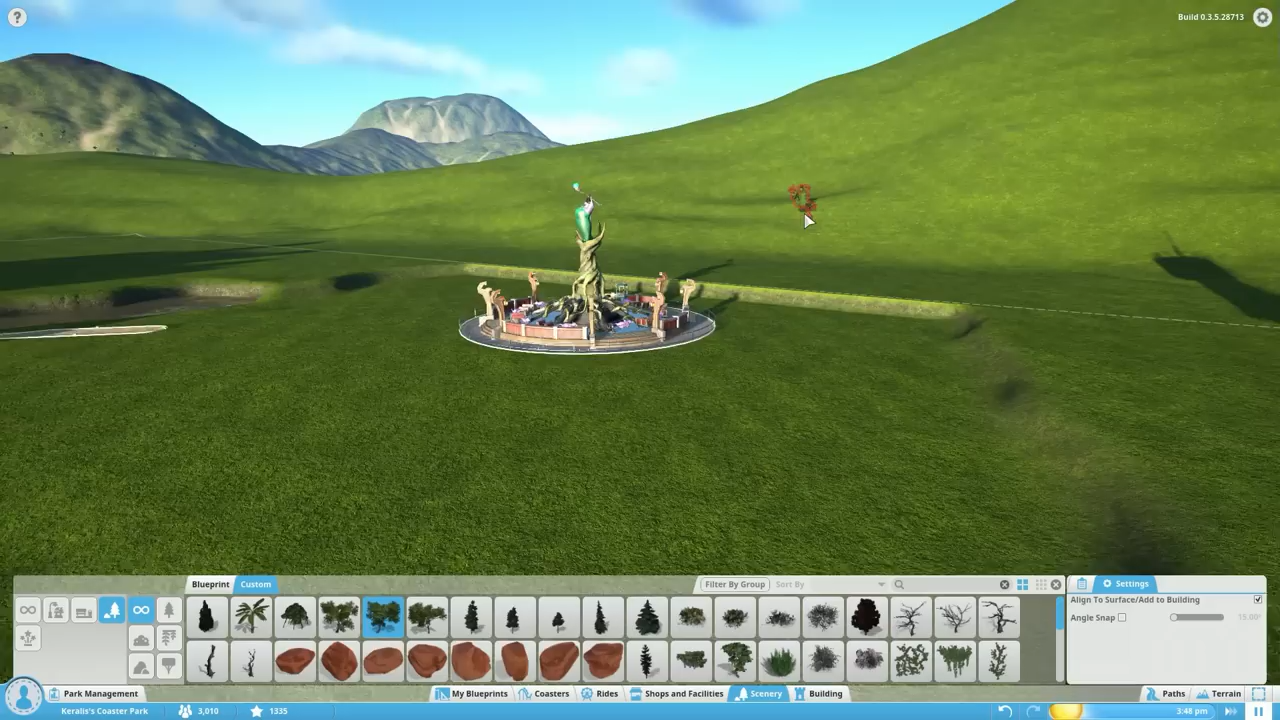 ?
Build 0.3.5.28713
Blueprint
Custom
Filter By Group
Sort By
Settings
Align To Surface/Add to Building
Angle Snap
15.00°
Park Management
My Blueprints
Coasters
Rides
Shops and Facilities
Scenery
Building
Paths
Terrain
Keralis's Coaster Park
3,010
1335
3:48 pm